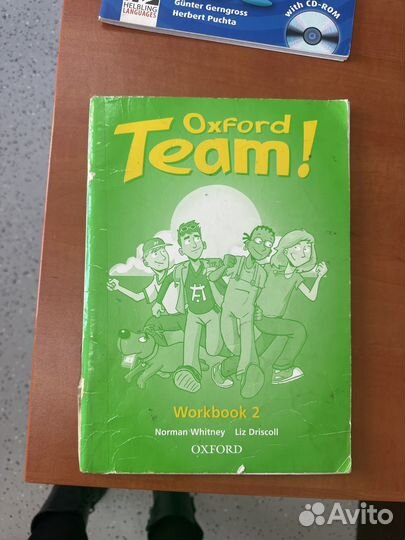 HELBLING
LANGUAGES
Günter Gerngross
Herbert Puchta
with CD-ROM
Oxford
Team!
Workbook 2
Norman Whitney Liz Driscoll
OXFORD
Avito